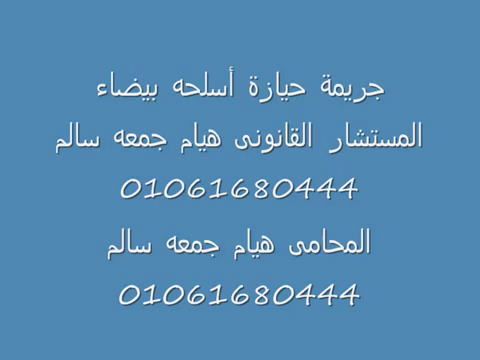 جريمة حيازة أسلحه بيضاء
المستشار القانونى هيام جمعه سالم
01061680444
المحامى هيام جمعه سالم
01061680444